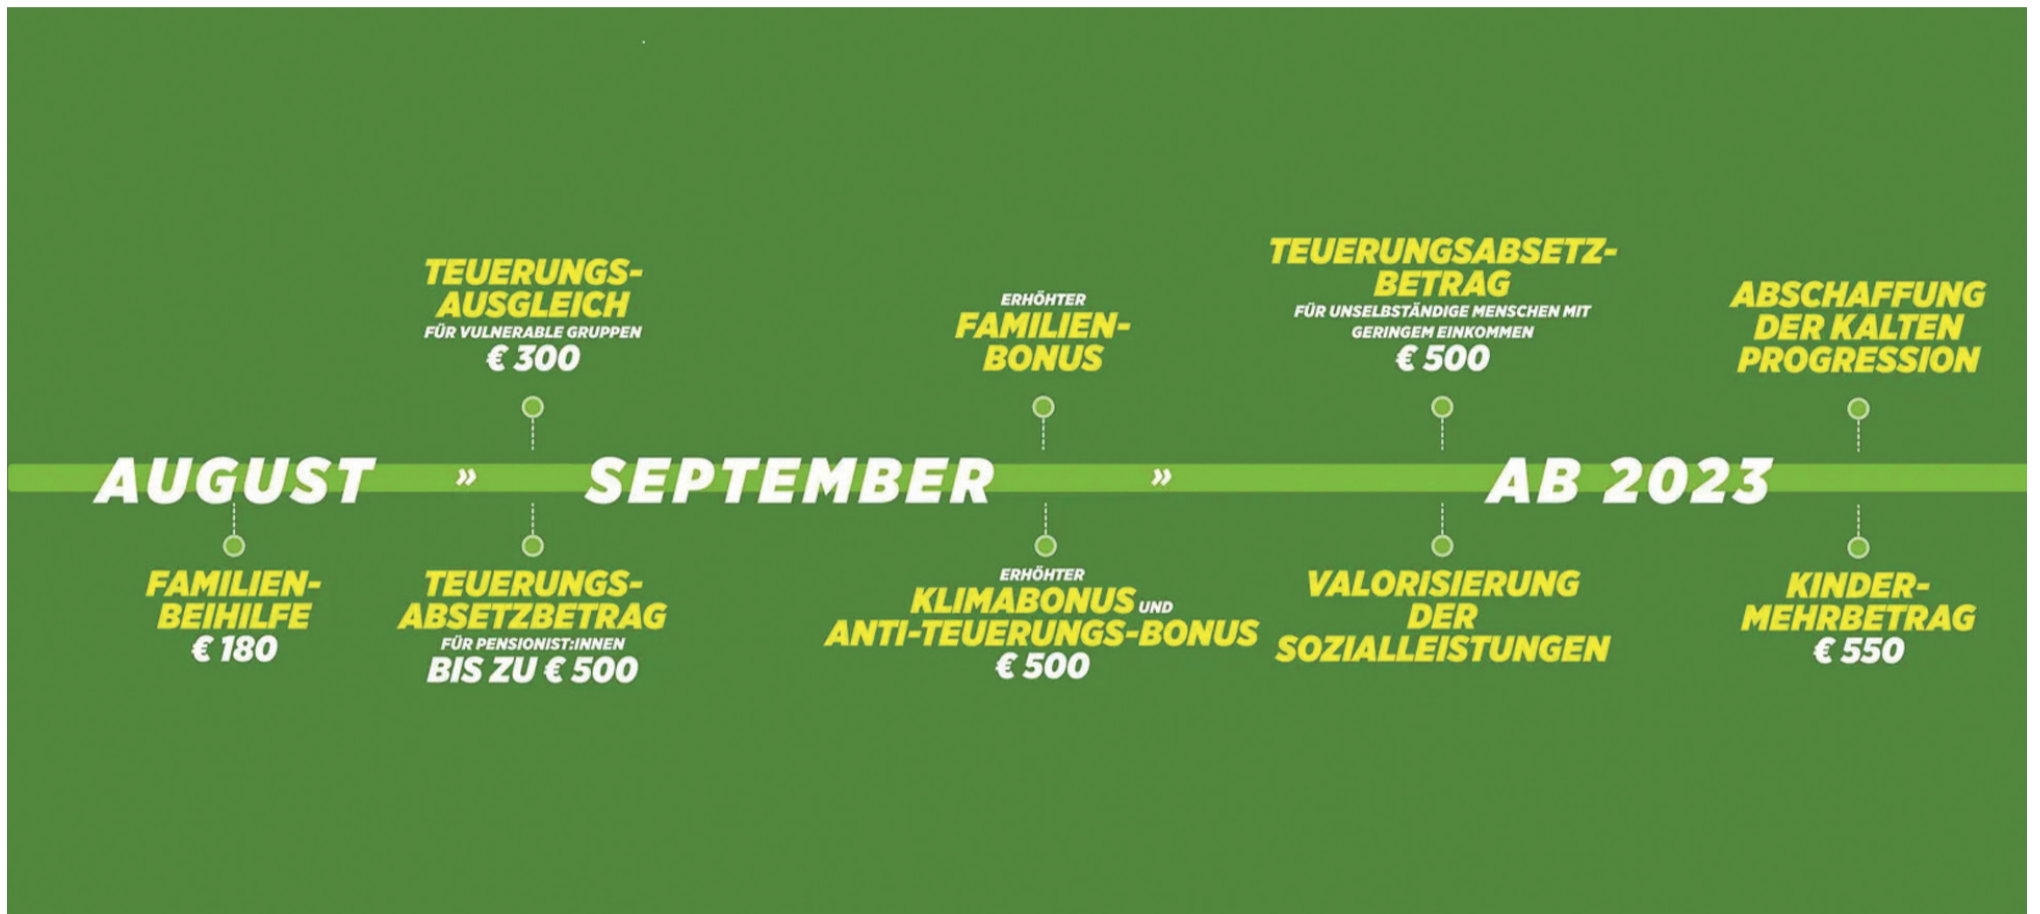 TEUERUNGS-
AUSGLEICH
FÜR VULNERABLE GRUPPEN
€ 300
ERHÖHTER
FAMILIEN-
BONUS
TEUERUNGSABSETZ-
BETRAG
FÜR UNSELBSTÄNDIGE MENSCHEN MIT
GERINGEM EINKOMMEN
€ 500
ABSCHAFFUNG
DER KALTEN
PROGRESSION
AUGUST » SEPTEMBER » AB 2023
FAMILIEN-
BEIHILFE
€ 180
TEUERUNGS-
ABSETZBETRAG
FÜR PENSIONIST:INNEN
BIS ZU € 500
ERHÖHTER
KLIMABONUS UND
ANTI-TEUERUNGS-BONUS
€ 500
VALORISIERUNG
DER
SOZIALLEISTUNGEN
KINDER-
MEHRBETRAG
€ 550